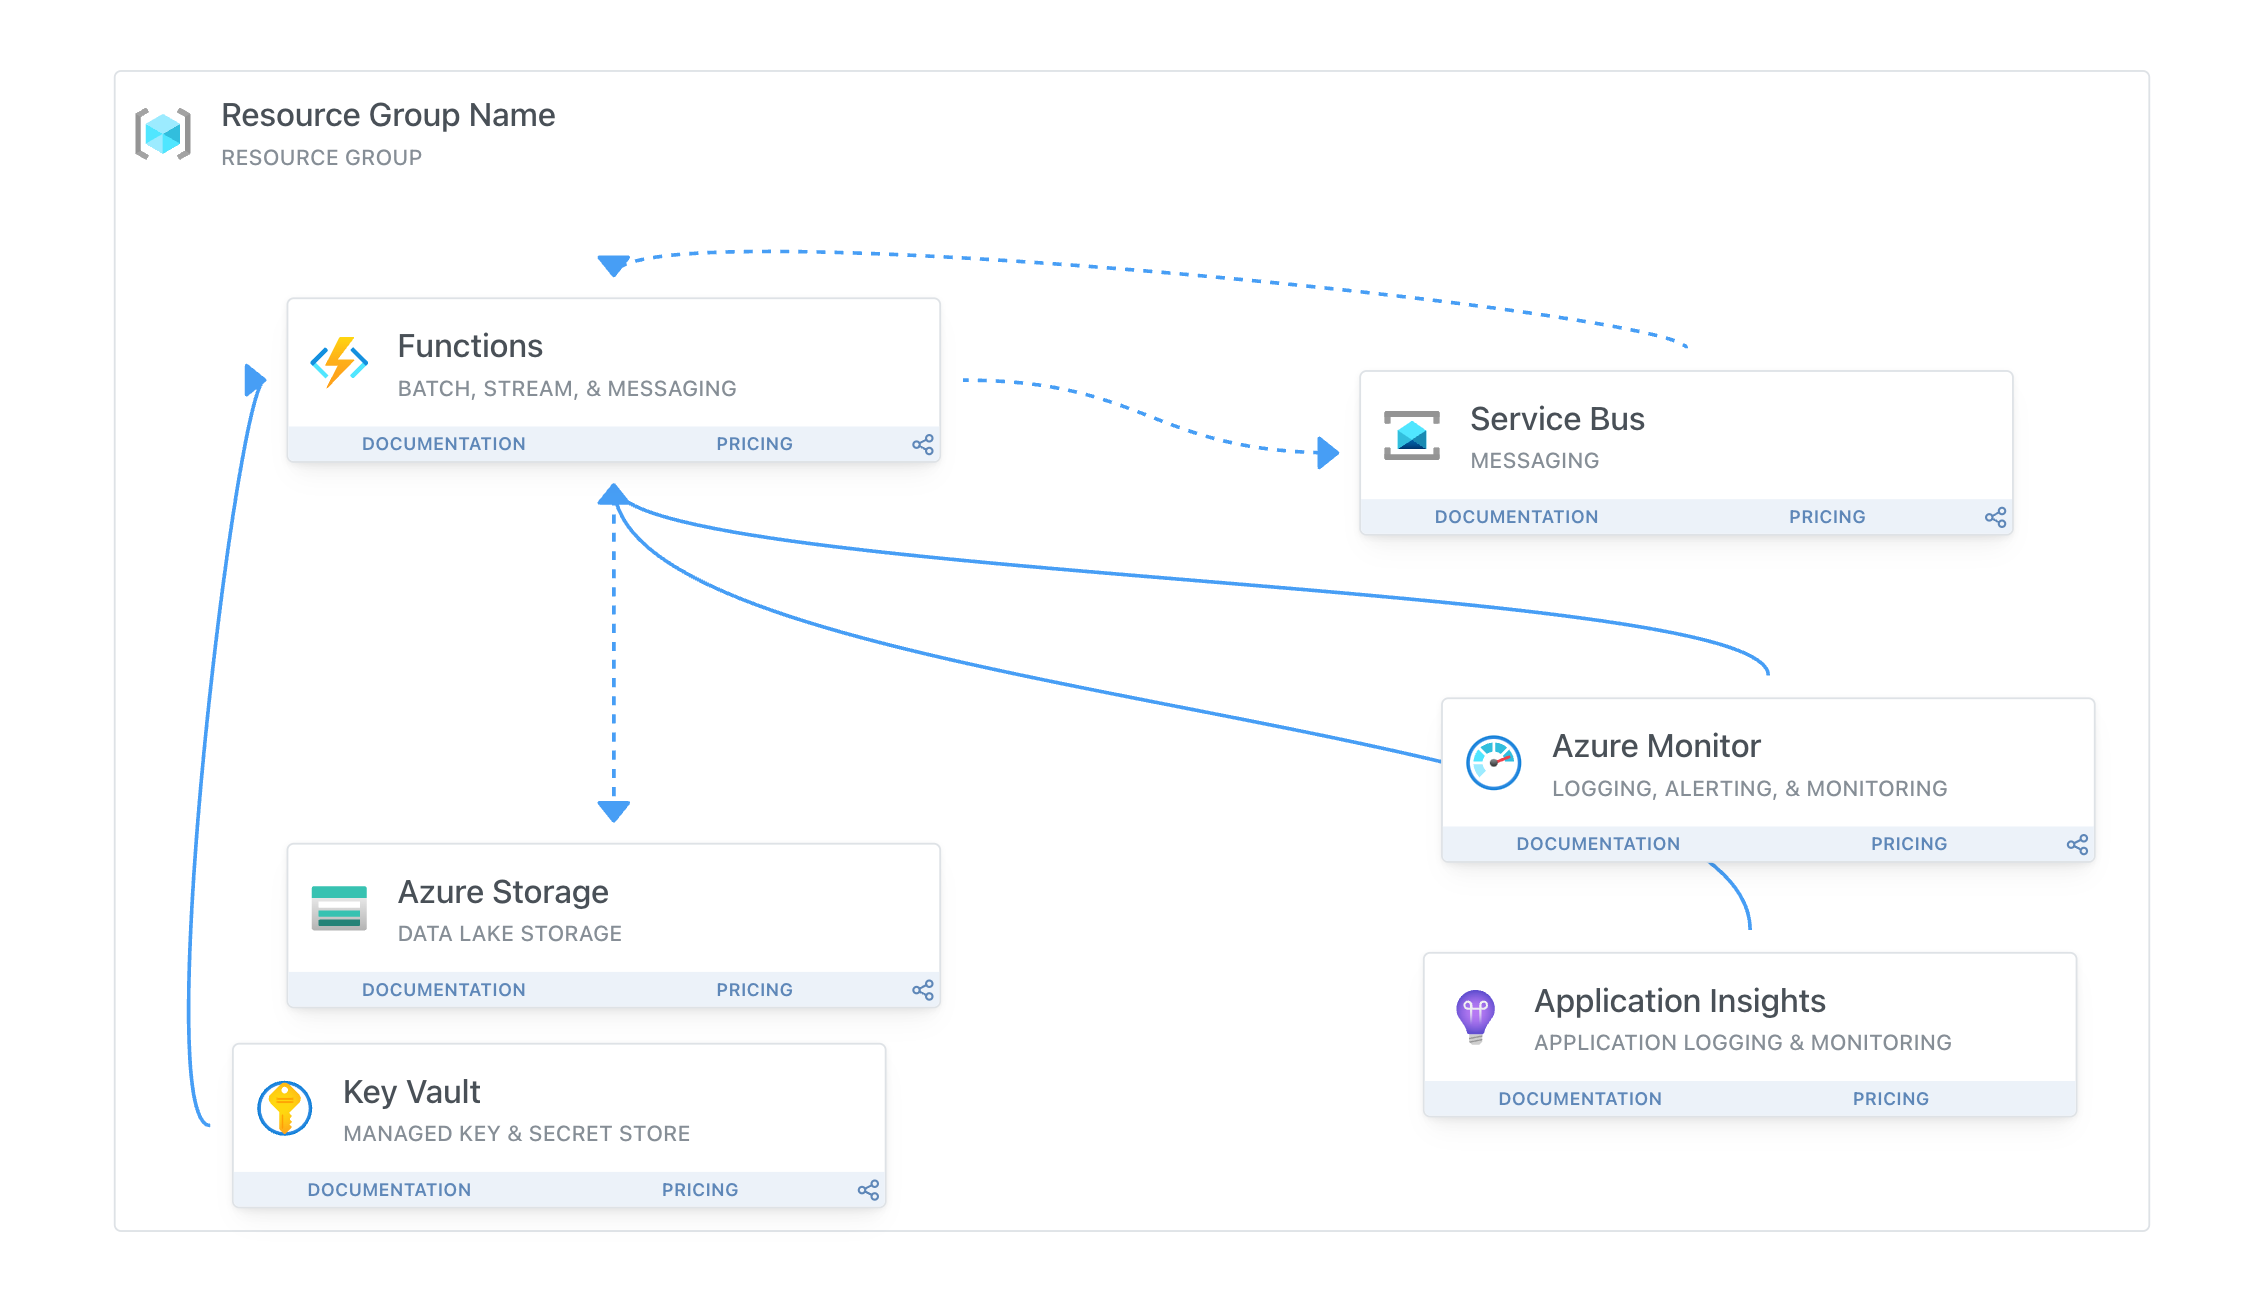 Resource Group Name
RESOURCE GROUP
Functions
BATCH, STREAM, & MESSAGING
DOCUMENTATION PRICING
Service Bus
MESSAGING
DOCUMENTATION PRICING
Azure Monitor
LOGGING, ALERTING, & MONITORING
DOCUMENTATION PRICING
Azure Storage
DATA LAKE STORAGE
DOCUMENTATION PRICING
Application Insights
APPLICATION LOGGING & MONITORING
DOCUMENTATION PRICING
Key Vault
MANAGED KEY & SECRET STORE
DOCUMENTATION PRICING